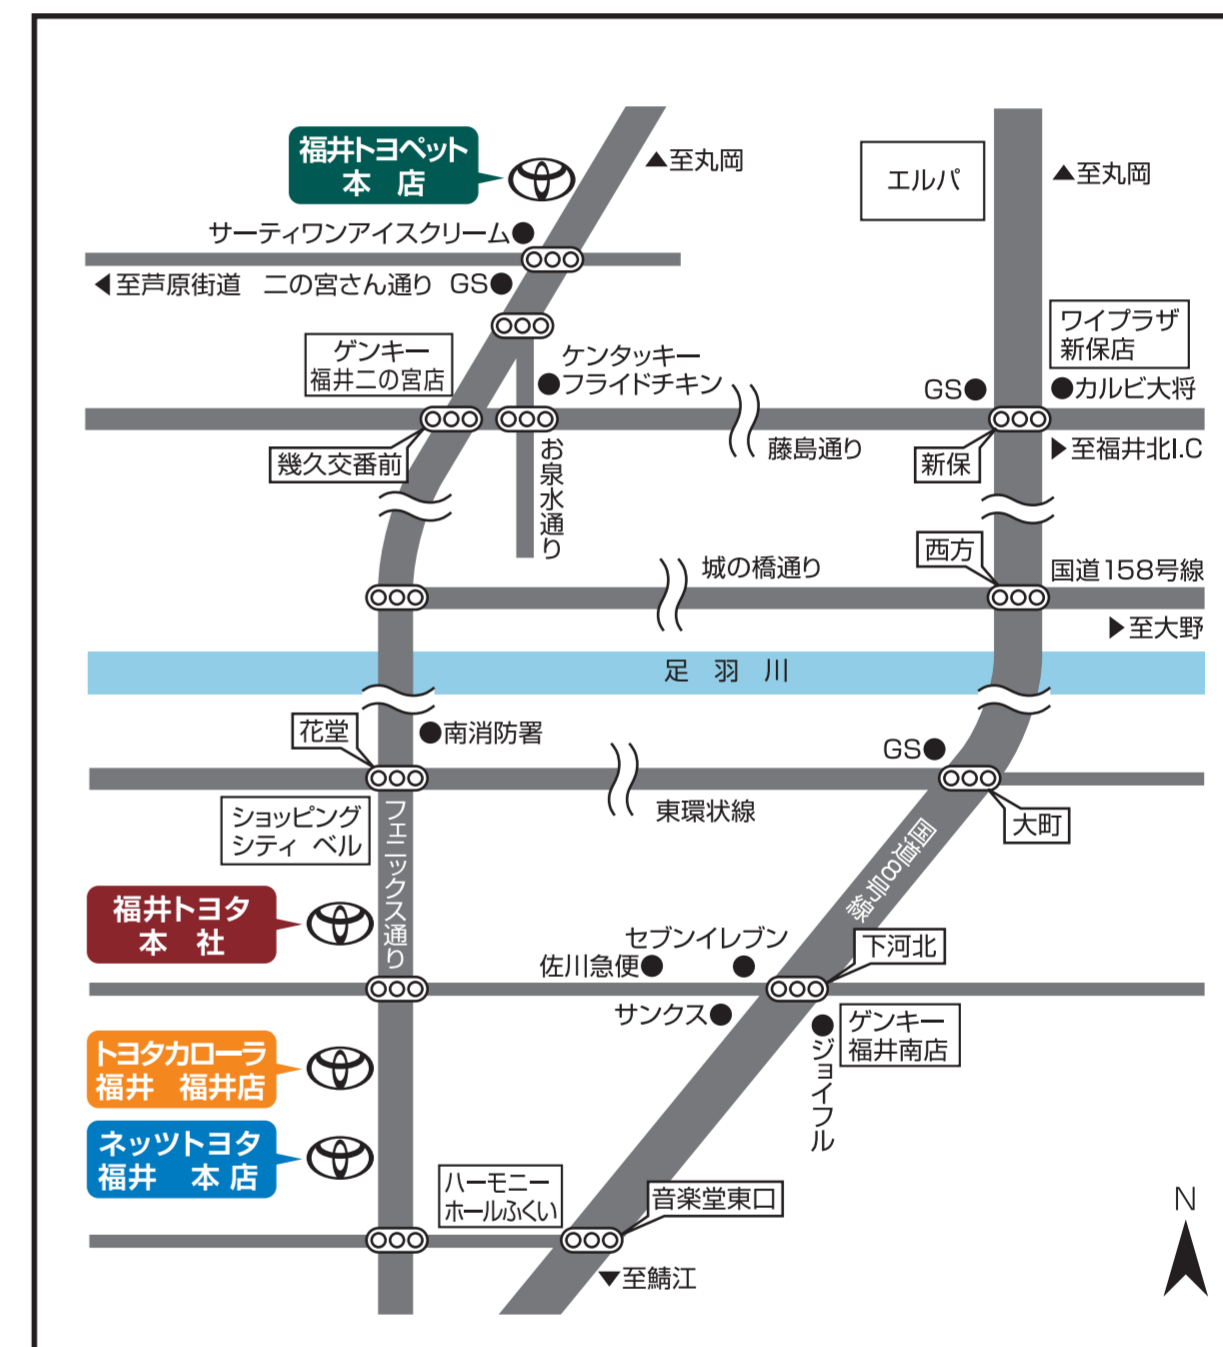 福井トヨペット
本 店
▲至丸岡
エルパ
▲至丸岡
サーティワンアイスクリーム
◀至芦原街道 二の宮さん通り GS
ゲンキー
福井二の宮店
ケンタッキー
フライドチキン
ワイプラザ
新保店
GS
カルビ大将
幾久交番前
お泉水通り
藤島通り
新保
▶至福井北I.C
西方
城の橋通り
国道158号線
▶至大野
足 羽 川
花堂
南消防署
GS
東環状線
大町
ショッピング
シティ ベル
フェニックス通り
国道8号線
福井トヨタ
本 社
セブンイレブン
佐川急便
下河北
サンクス
ジョイフル
ゲンキー
福井南店
トヨタカローラ
福井 福井店
ネッツトヨタ
福井 本店
ハーモニー
ホールふくい
音楽堂東口
▼至鯖江
N